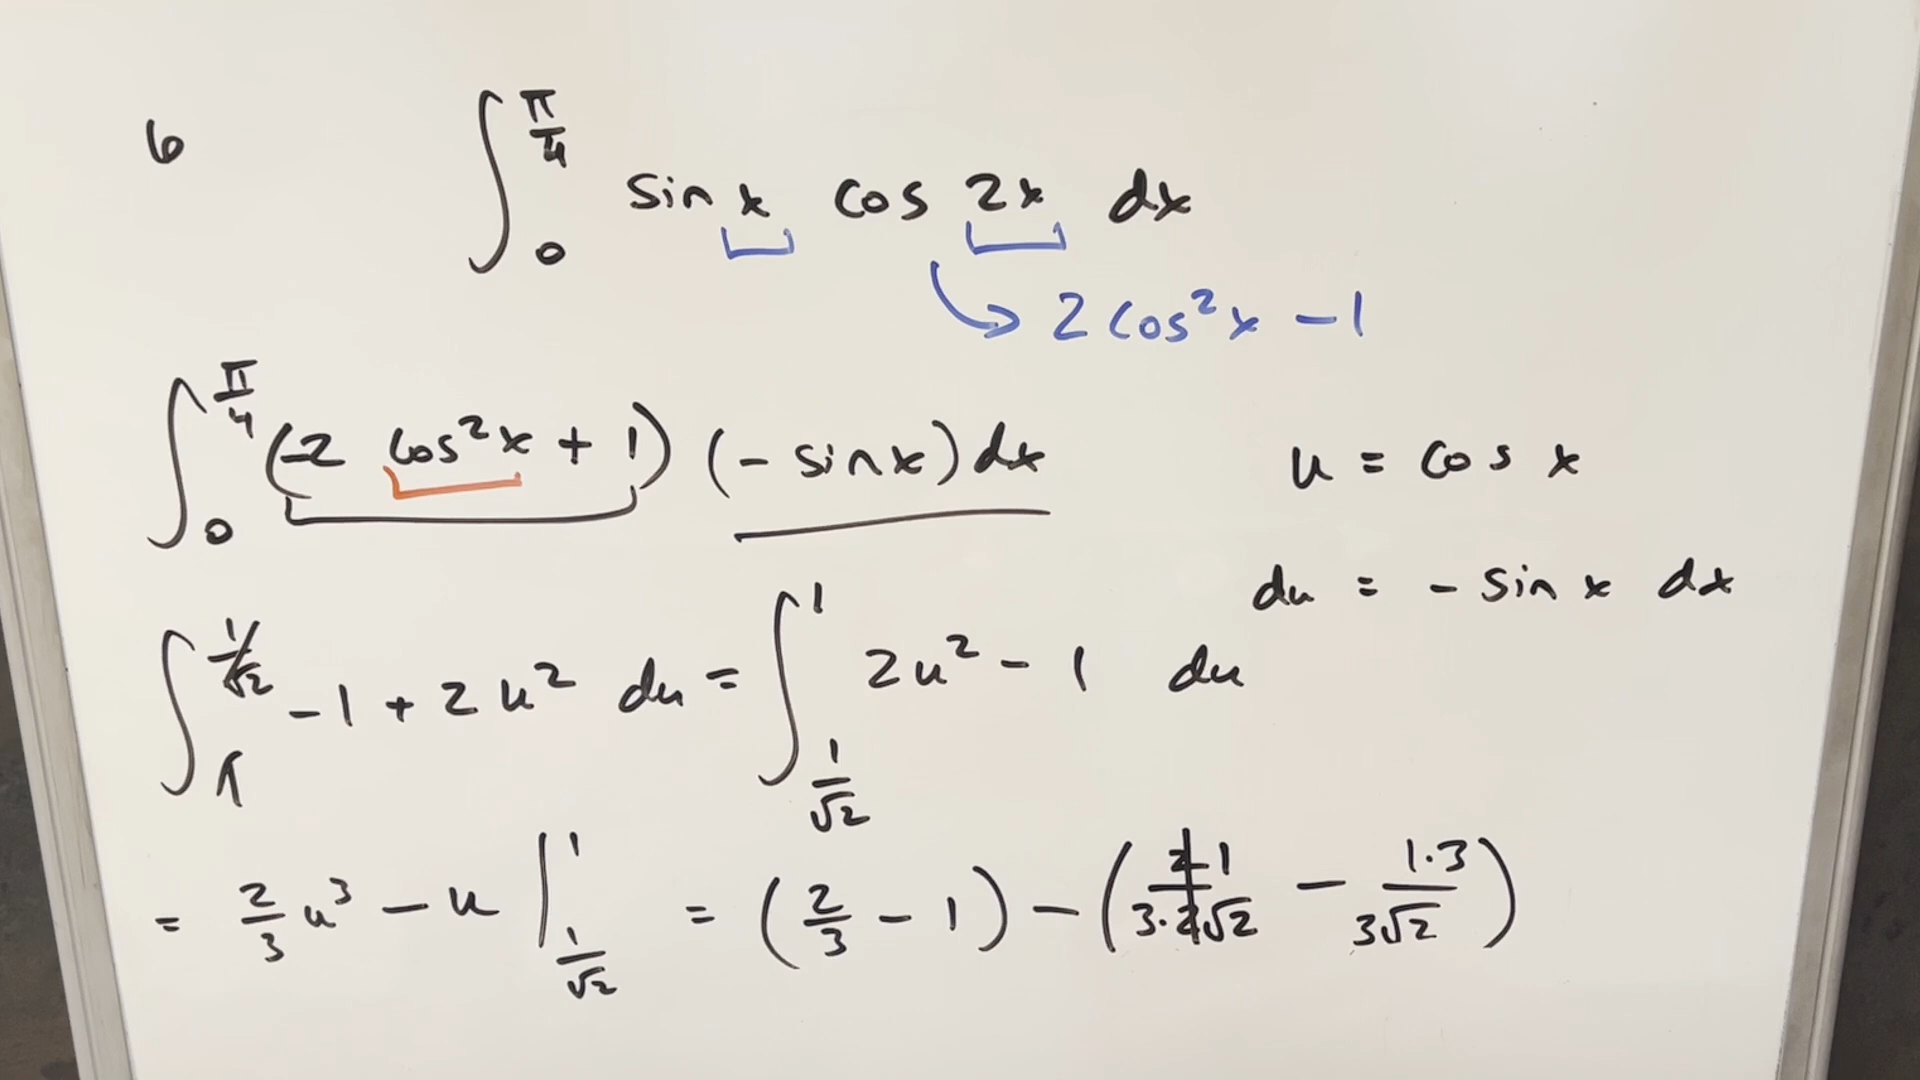 6 ∫₀^{π/4} sin x cos 2x dx
→ 2 cos²x − 1
∫₀^{π/4} (−2 cos²x + 1) (− sin x) dx u = cos x
du = − sin x dx
∫₁^{1/√2} −1 + 2u² du = ∫_{1/√2}^{1} 2u² − 1 du
= 2/3 u³ − u |_{1/√2}^{1} = (2/3 − 1) − (2·1/(3·2√2) − 1·3/(3√2))